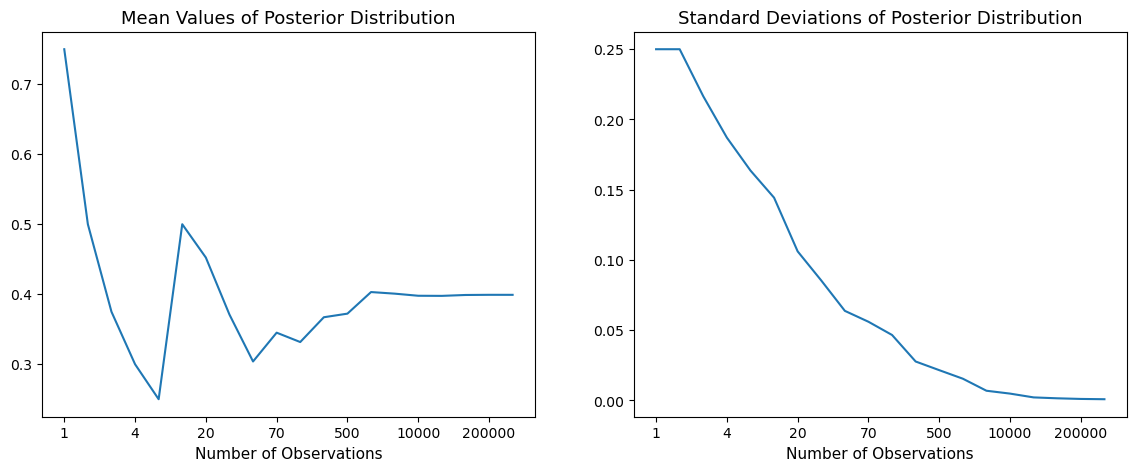 Mean Values of Posterior Distribution
0.7
0.6
0.5
0.4
0.3
1 4 20 70 500 10000 200000
Number of Observations
Standard Deviations of Posterior Distribution
0.25
0.20
0.15
0.10
0.05
0.00
1 4 20 70 500 10000 200000
Number of Observations